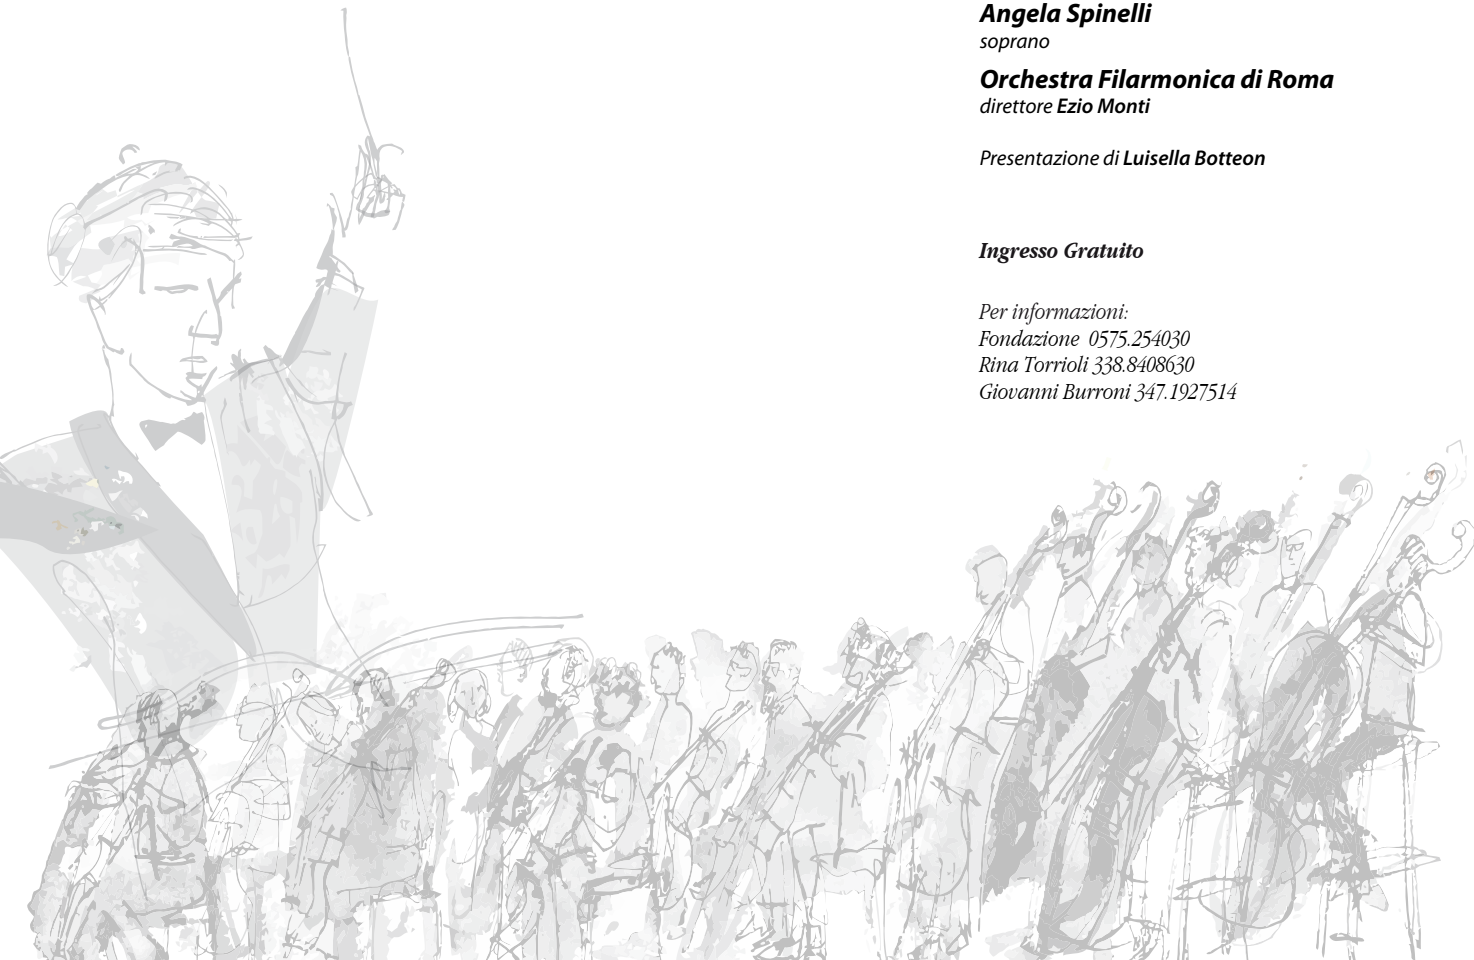 Angela Spinelli
soprano
Orchestra Filarmonica di Roma
direttore Ezio Monti
Presentazione di Luisella Botteon
Ingresso Gratuito
Per informazioni:
Fondazione 0575.254030
Rina Torrioli 338.8408630
Giovanni Burroni 347.1927514